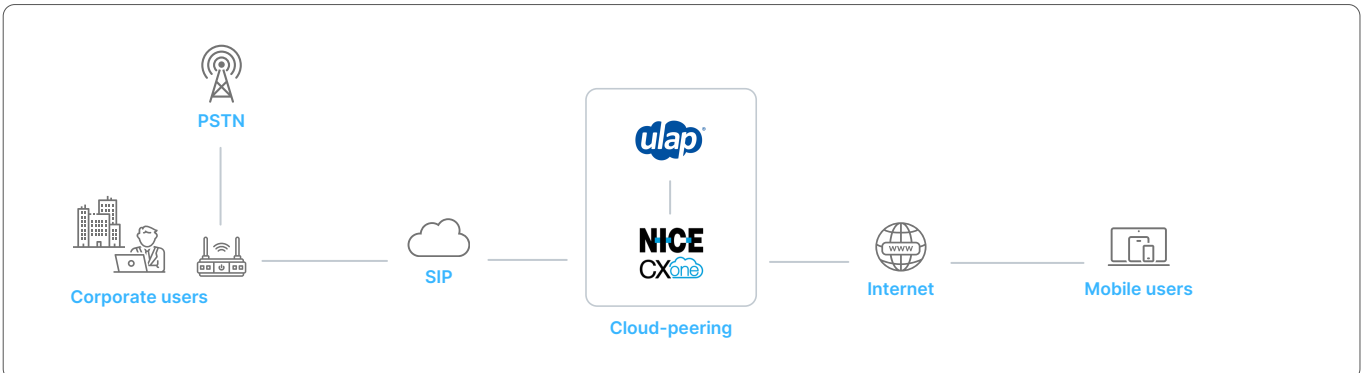 PSTN
ulap®
NICE
CXone
www
SIP
Corporate users
Internet
Mobile users
Cloud-peering